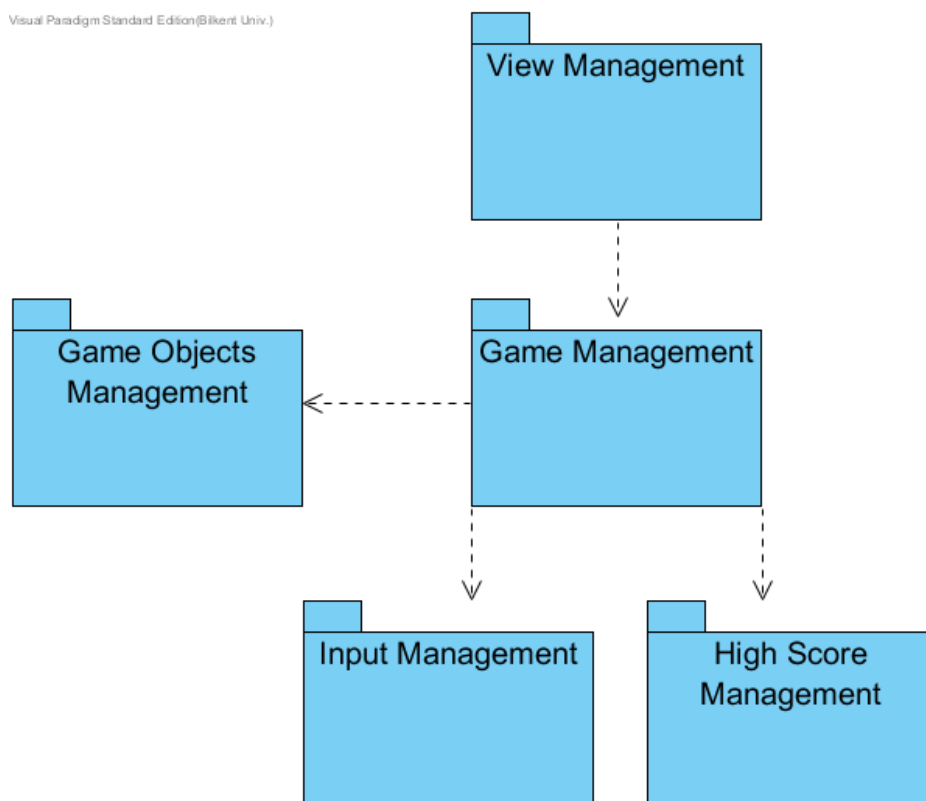 Visual Paradigm Standard Edition(Bilkent Univ.)
View Management
Game Objects
Management
Game Management
Input Management
High Score
Management